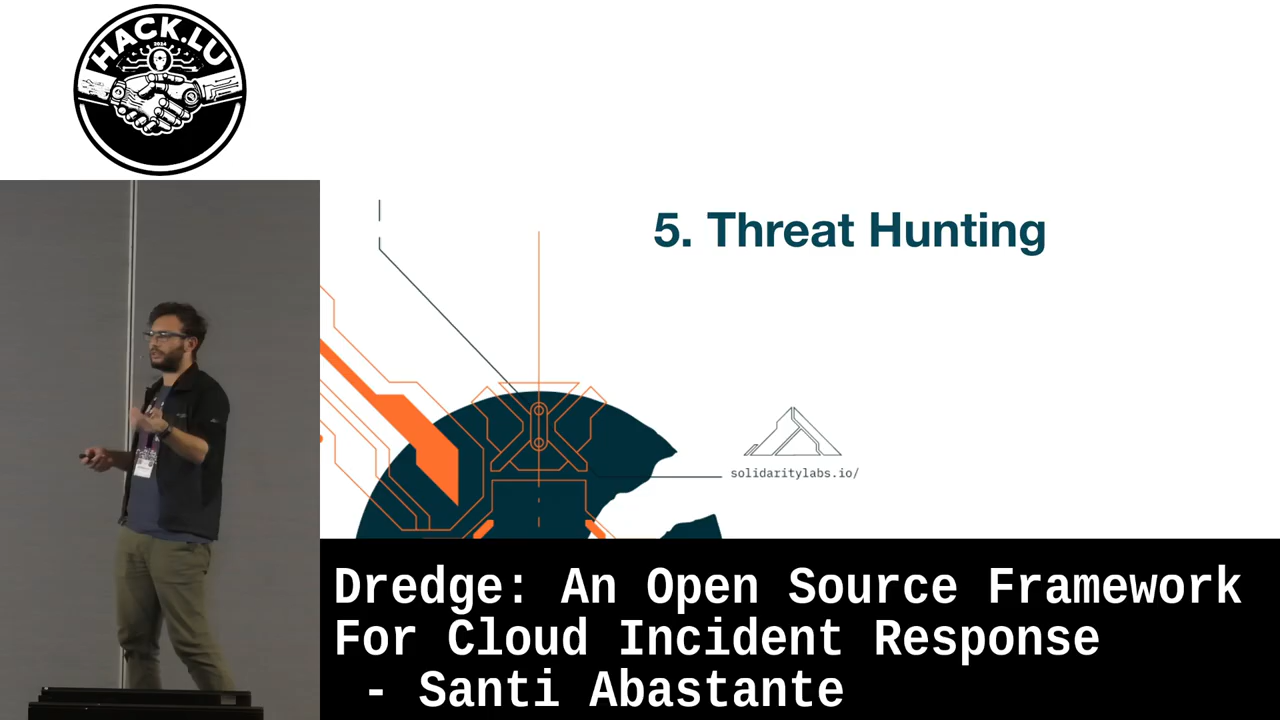 HACK.LU
2024
5. Threat Hunting
solidaritylabs.io/
Dredge: An Open Source Framework
For Cloud Incident Response
- Santi Abastante